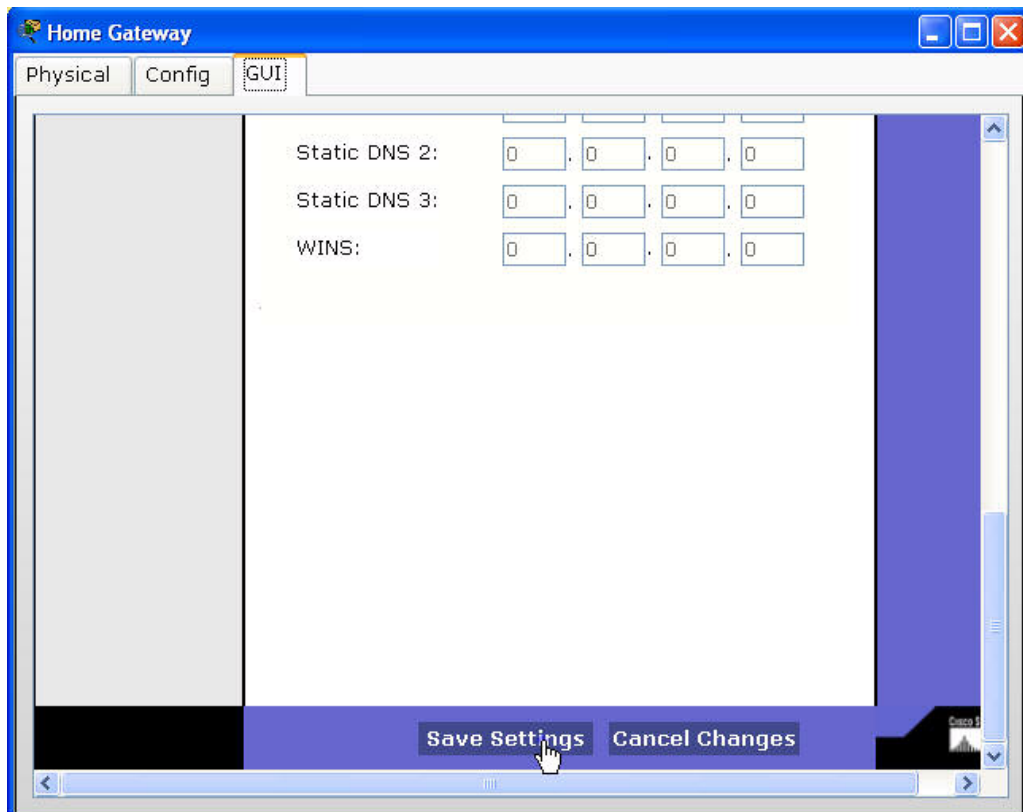 Home Gateway
Physical Config GUI
Static DNS 2: 0 . 0 . 0 . 0
Static DNS 3: 0 . 0 . 0 . 0
WINS: 0 . 0 . 0 . 0
Save Settings Cancel Changes
Cisco S